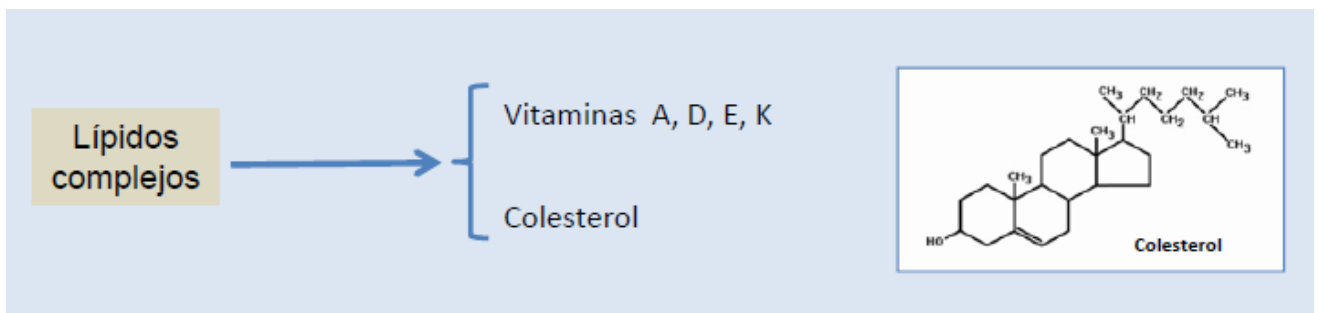 Lípidos
complejos
Vitaminas A, D, E, K
Colesterol
CH3 CH2 CH2 CH3
CH CH2 CH
CH3 CH3
CH3
HO
Colesterol